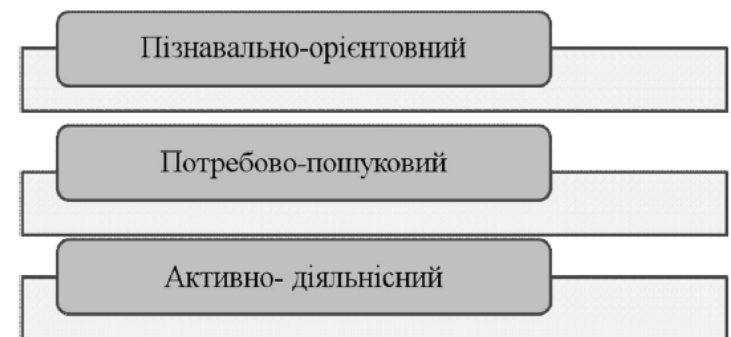 Пізнавально-орієнтовний
Потребово-пошуковий
Активно- діяльнісний